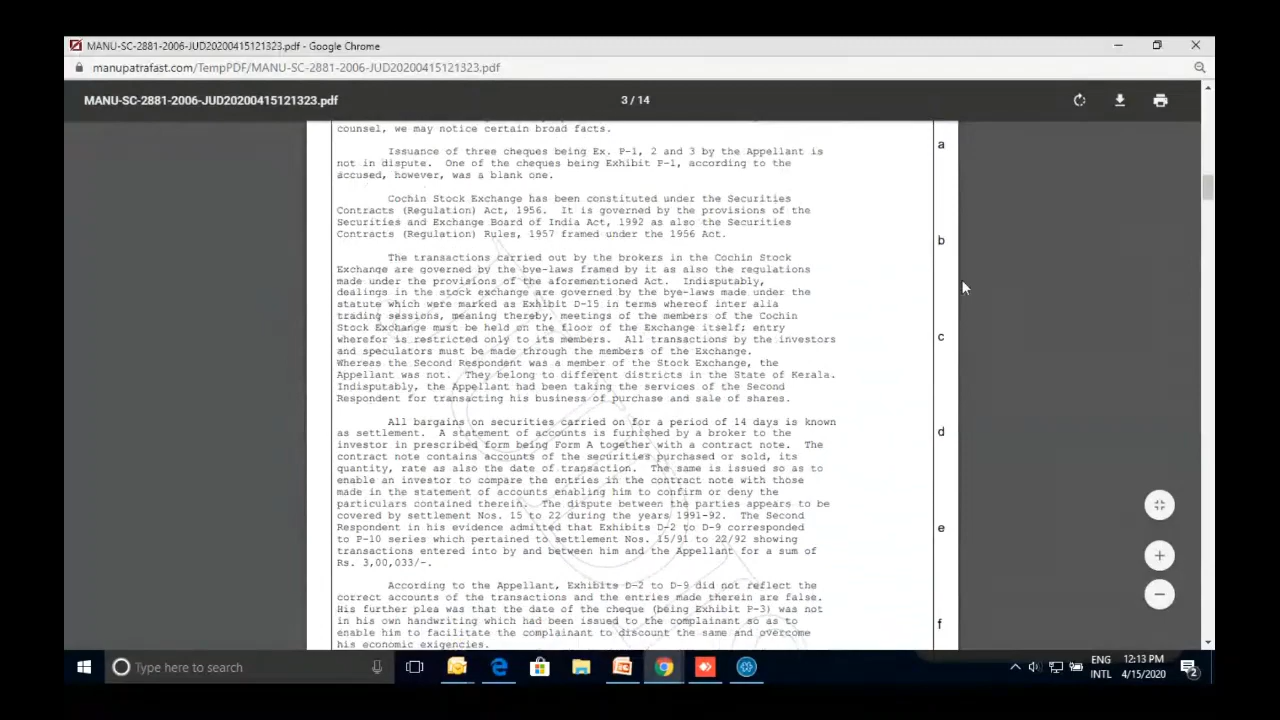 MANU-SC-2881-2006-JUD20200415121323.pdf - Google Chrome
manupatrafast.com/TempPDF/MANU-SC-2881-2006-JUD20200415121323.pdf
MANU-SC-2881-2006-JUD20200415121323.pdf
3 / 14
counsel, we may notice certain broad facts.
Issuance of three cheques being Ex. P-1, 2 and 3 by the Appellant is
a
not in dispute. One of the cheques being Exhibit P-1, according to the
accused, however, was a blank one.
Cochin Stock Exchange has been constituted under the Securities
Contracts (Regulation) Act, 1956. It is governed by the provisions of the
Securities and Exchange Board of India Act, 1992 as also the Securities
Contracts (Regulation) Rules, 1957 framed under the 1956 Act.
b
The transactions carried out by the brokers in the Cochin Stock
Exchange are governed by the bye-laws framed by it as also the regulations
made under the provisions of the aforementioned Act. Indisputably,
dealings in the stock exchange are governed by the bye-laws made under the
statute which were marked as Exhibit D-15 in terms whereof inter alia
trading sessions, meaning thereby, meetings of the members of the Cochin
Stock Exchange must be held on the floor of the Exchange itself; entry
wherefor is restricted only to its members. All transactions by the investors
c
and speculators must be made through the members of the Exchange.
Whereas the Second Respondent was a member of the Stock Exchange, the
Appellant was not. They belong to different districts in the State of Kerala.
Indisputably, the Appellant had been taking the services of the Second
Respondent for transacting his business of purchase and sale of shares.
All bargains on securities carried on for a period of 14 days is known
as settlement. A statement of accounts is furnished by a broker to the
d
investor in prescribed form being Form A together with a contract note. The
contract note contains accounts of the securities purchased or sold, its
quantity, rate as also the date of transaction. The same is issued so as to
enable an investor to compare the entries in the contract note with those
made in the statement of accounts enabling him to confirm or deny the
particulars contained therein. The dispute between the parties appears to be
covered by settlement Nos. 15 to 22 during the years 1991-92. The Second
Respondent in his evidence admitted that Exhibits D-2 to D-9 corresponded
e
to P-10 series which pertained to settlement Nos. 15/91 to 22/92 showing
transactions entered into by and between him and the Appellant for a sum of
Rs. 3,00,033/-.
According to the Appellant, Exhibits D-2 to D-9 did not reflect the
correct accounts of the transactions and the entries made therein are false.
His further plea was that the date of the cheque (being Exhibit P-3) was not
in his own handwriting which had been issued to the complainant so as to
f
enable him to facilitate the complainant to discount the same and overcome
his economic exigencies.
Type here to search
ENG
INTL
12:13 PM
4/15/2020
2